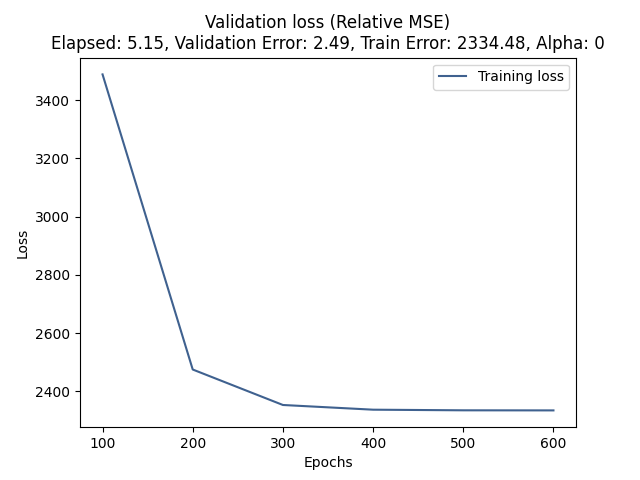 Validation loss (Relative MSE)
Elapsed: 5.15, Validation Error: 2.49, Train Error: 2334.48, Alpha: 0
Training loss
3400
3200
3000
2800
2600
2400
Loss
100 200 300 400 500 600
Epochs